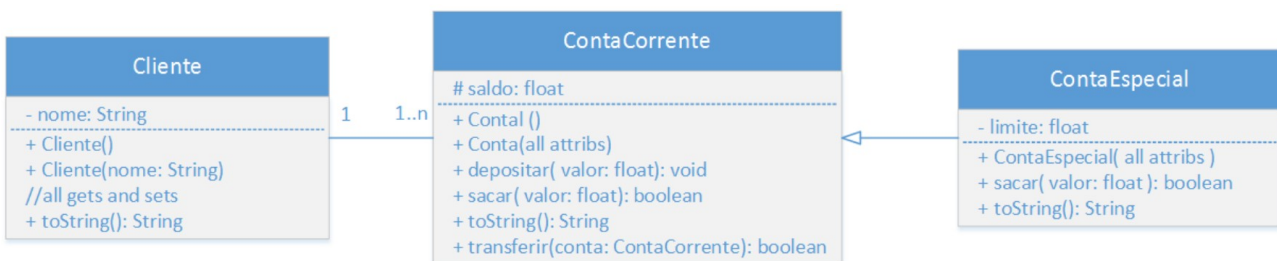 Cliente
- nome: String
+ Cliente()
+ Cliente(nome: String)
//all gets and sets
+ toString(): String
1
1..n
ContaCorrente
# saldo: float
+ Contal ()
+ Conta(all attribs)
+ depositar( valor: float): void
+ sacar( valor: float): boolean
+ toString(): String
+ transferir(conta: ContaCorrente): boolean
ContaEspecial
- limite: float
+ ContaEspecial( all attribs )
+ sacar( valor: float ): boolean
+ toString(): String